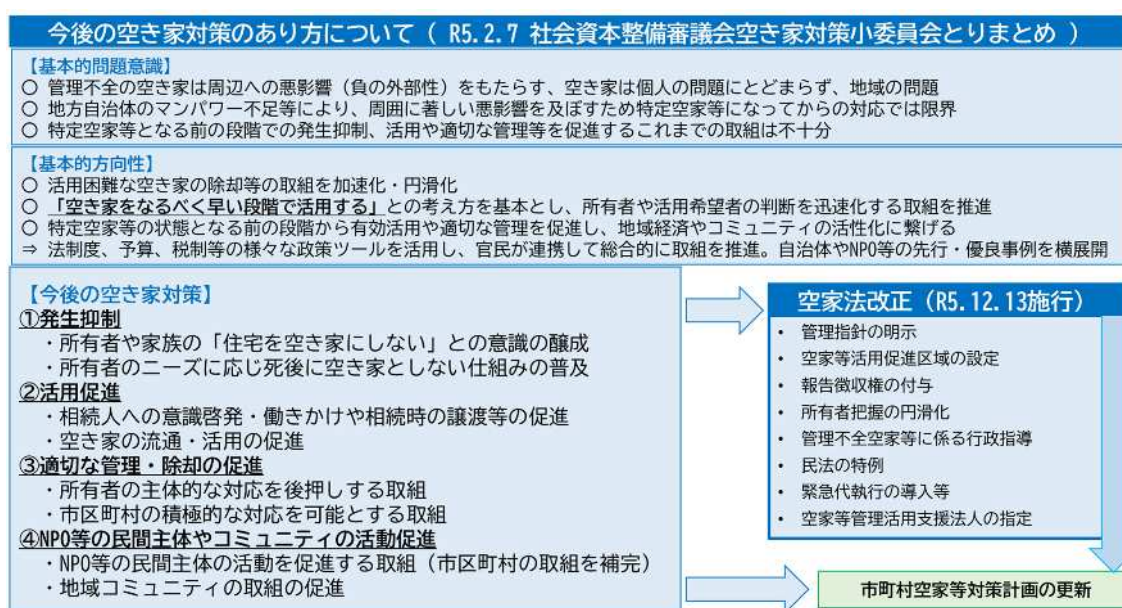 今後の空き家対策のあり方について（ R5.2.7 社会資本整備審議会空き家対策小委員会とりまとめ ）
【基本的問題意識】
○ 管理不全の空き家は周辺への悪影響（負の外部性）をもたらす、空き家は個人の問題にとどまらず、地域の問題
○ 地方自治体のマンパワー不足等により、周囲に著しい悪影響を及ぼすため特定空家等になってからの対応では限界
○ 特定空家等となる前の段階での発生抑制、活用や適切な管理等を促進するこれまでの取組は不十分
【基本的方向性】
○ 活用困難な空き家の除却等の取組を加速化・円滑化
○ 「空き家をなるべく早い段階で活用する」との考え方を基本とし、所有者や活用希望者の判断を迅速化する取組を推進
○ 特定空家等の状態となる前の段階から有効活用や適切な管理を促進し、地域経済やコミュニティの活性化に繋げる
⇒ 法制度、予算、税制等の様々な政策ツールを活用し、官民が連携して総合的に取組を推進。自治体やNPO等の先行・優良事例を横展開
【今後の空き家対策】
①発生抑制
・所有者や家族の「住宅を空き家にしない」との意識の醸成
・所有者のニーズに応じ死後に空き家としない仕組みの普及
②活用促進
・相続人への意識啓発・働きかけや相続時の譲渡等の促進
・空き家の流通・活用の促進
③適切な管理・除却の促進
・所有者の主体的な対応を後押しする取組
・市区町村の積極的な対応を可能とする取組
④NPO等の民間主体やコミュニティの活動促進
・NPO等の民間主体の活動を促進する取組（市区町村の取組を補完）
・地域コミュニティの取組の促進
空家法改正（R5.12.13施行）
• 管理指針の明示
• 空家等活用促進区域の設定
• 報告徴収権の付与
• 所有者把握の円滑化
• 管理不全空家等に係る行政指導
• 民法の特例
• 緊急代執行の導入等
• 空家等管理活用支援法人の指定
市町村空家等対策計画の更新